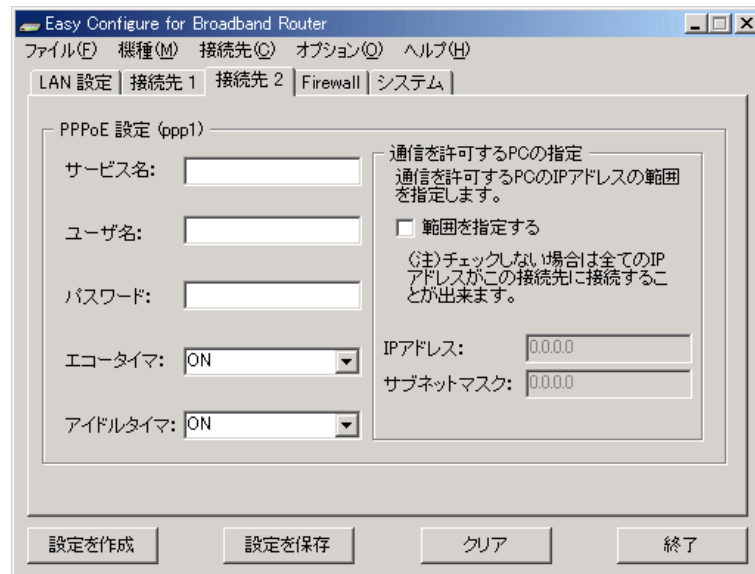 Easy Configure for Broadband Router
ファイル(F) 機種(M) 接続先(C) オプション(O) ヘルプ(H)
LAN 設定 接続先 1 接続先 2 Firewall システム
PPPoE 設定 (ppp1)
サービス名:
ユーザ名:
パスワード:
エコータイマ: ON
アイドルタイマ: ON
通信を許可するPCの指定
通信を許可するPCのIPアドレスの範囲
を指定します。
範囲を指定する
(注)チェックしない場合は全てのIP
アドレスがこの接続先に接続するこ
とが出来ます。
IPアドレス: 0.0.0.0
サブネットマスク: 0.0.0.0
設定を作成 設定を保存 クリア 終了